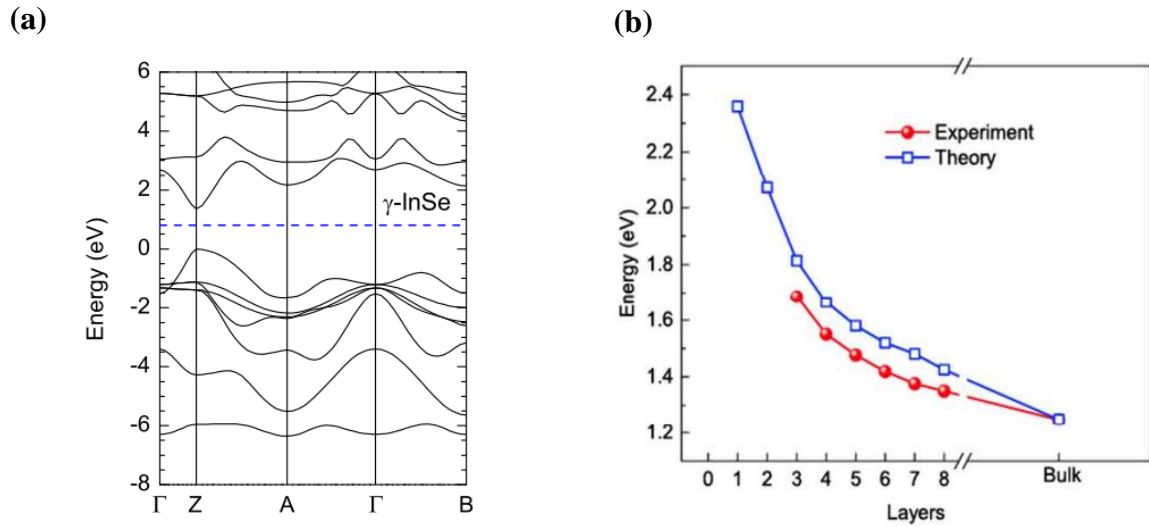 (a)
(b)
6
4
2
0
-2
-4
-6
-8
Energy (eV)
γ-InSe
Γ Z A Γ B
2.4
2.2
2.0
1.8
1.6
1.4
1.2
Energy (eV)
Experiment
Theory
0 1 2 3 4 5 6 7 8 Bulk
Layers